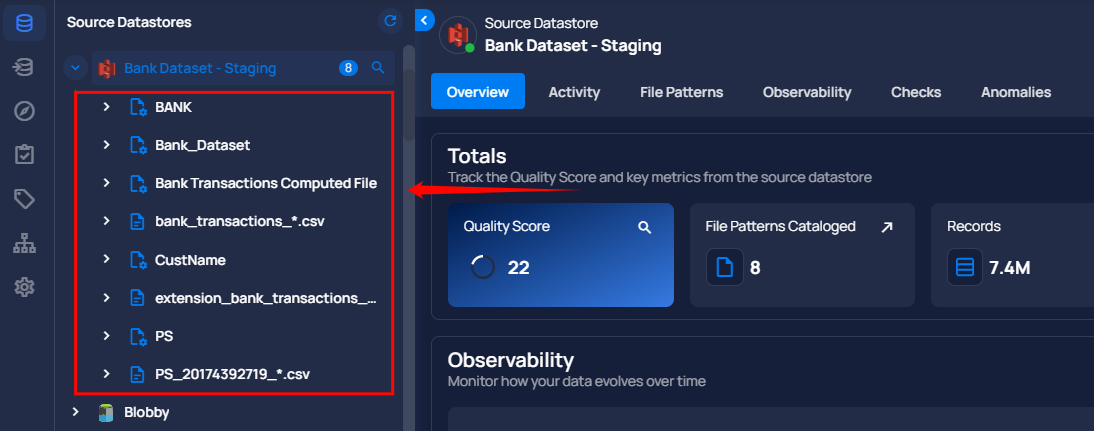 Source Datastores
Bank Dataset - Staging 8
BANK
Bank_Dataset
Bank Transactions Computed File
bank_transactions_*.csv
CustName
extension_bank_transactions_...
PS
PS_20174392719_*.csv
Blobby
Source Datastore
Bank Dataset - Staging
Overview Activity File Patterns Observability Checks Anomalies
Totals
Track the Quality Score and key metrics from the source datastore
Quality Score
22
File Patterns Cataloged
8
Records
7.4M
Observability
Monitor how your data evolves over time